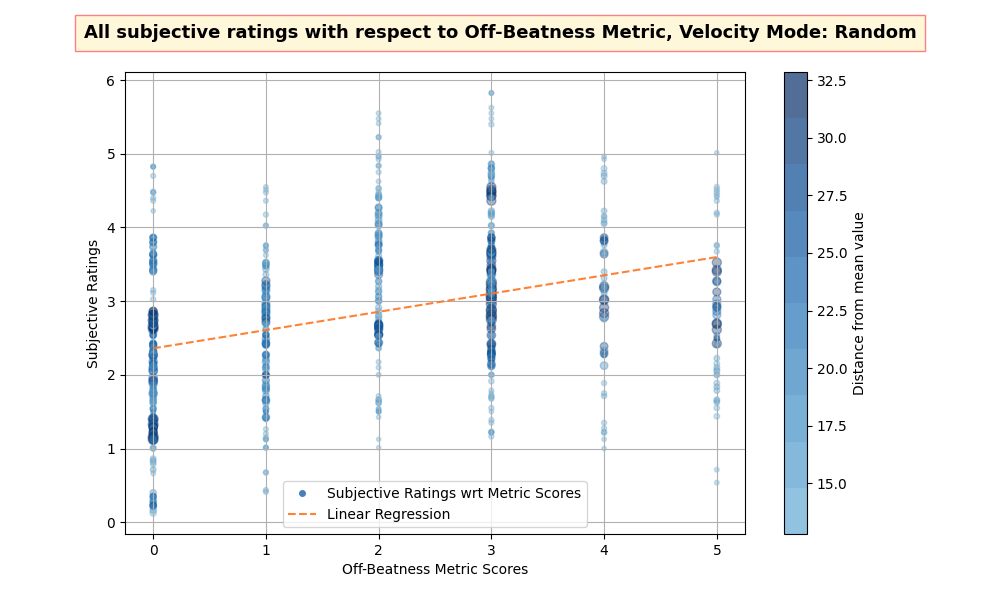 All subjective ratings with respect to Off-Beatness Metric, Velocity Mode: Random
6
5
4
3
2
1
0
Subjective Ratings
0 1 2 3 4 5
Off-Beatness Metric Scores
Subjective Ratings wrt Metric Scores
Linear Regression
32.5
30.0
27.5
25.0
22.5
20.0
17.5
15.0
Distance from mean value